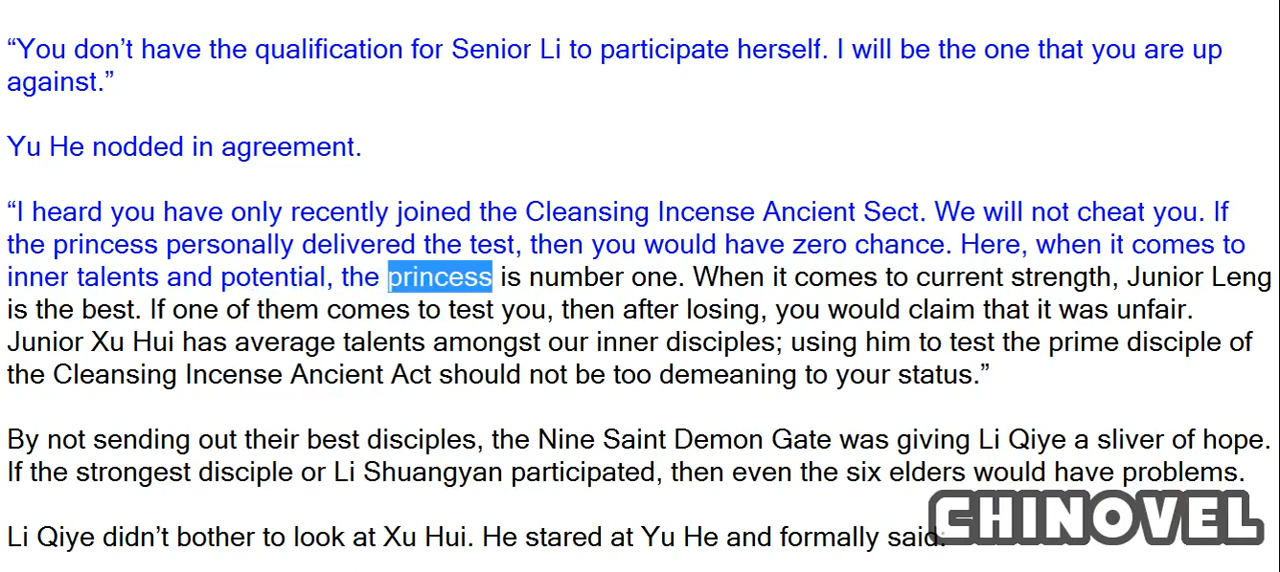 “You don’t have the qualification for Senior Li to participate herself. I will be the one that you are up
against.”
Yu He nodded in agreement.
“I heard you have only recently joined the Cleansing Incense Ancient Sect. We will not cheat you. If
the princess personally delivered the test, then you would have zero chance. Here, when it comes to
inner talents and potential, the princess is number one. When it comes to current strength, Junior Leng
is the best. If one of them comes to test you, then after losing, you would claim that it was unfair.
Junior Xu Hui has average talents amongst our inner disciples; using him to test the prime disciple of
the Cleansing Incense Ancient Act should not be too demeaning to your status.”
By not sending out their best disciples, the Nine Saint Demon Gate was giving Li Qiye a sliver of hope.
If the strongest disciple or Li Shuangyan participated, then even the six elders would have problems.
Li Qiye didn’t bother to look at Xu Hui. He stared at Yu He and formally said:
CHINOVEL